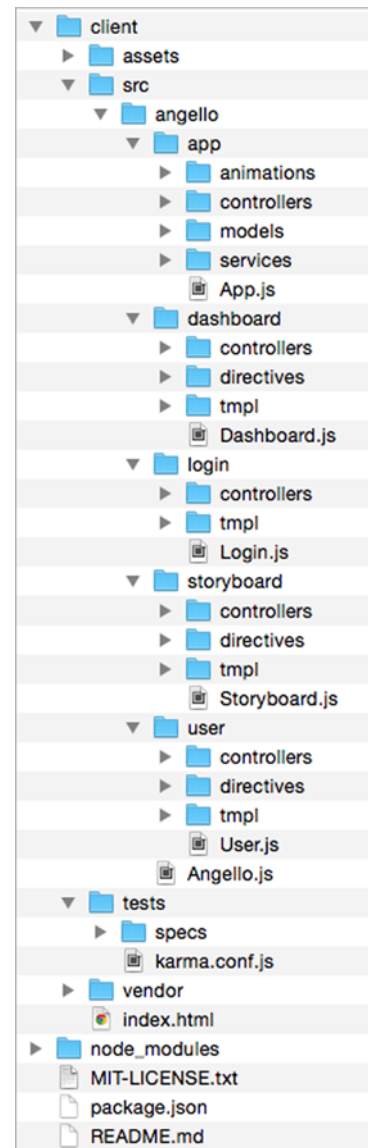 client
assets
src
angello
app
animations
controllers
models
services
App.js
dashboard
controllers
directives
tmpl
Dashboard.js
login
controllers
tmpl
Login.js
storyboard
controllers
directives
tmpl
Storyboard.js
user
controllers
directives
tmpl
User.js
Angello.js
tests
specs
karma.conf.js
vendor
index.html
node_modules
MIT-LICENSE.txt
package.json
README.md